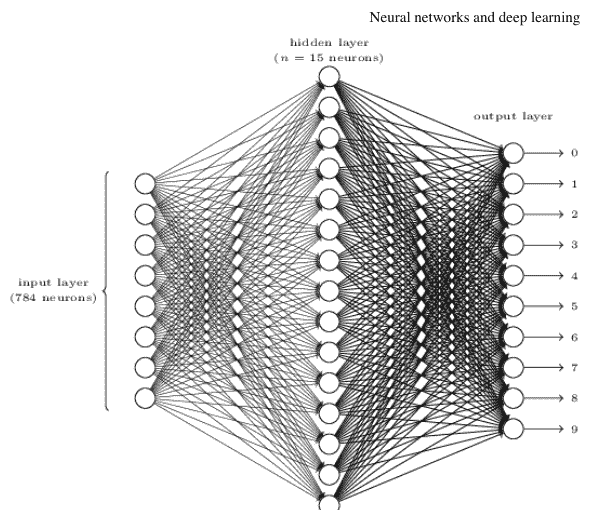 Neural networks and deep learning
hidden layer
(n = 15 neurons)
output layer
0
1
2
3
4
5
6
7
8
9
input layer
(784 neurons)